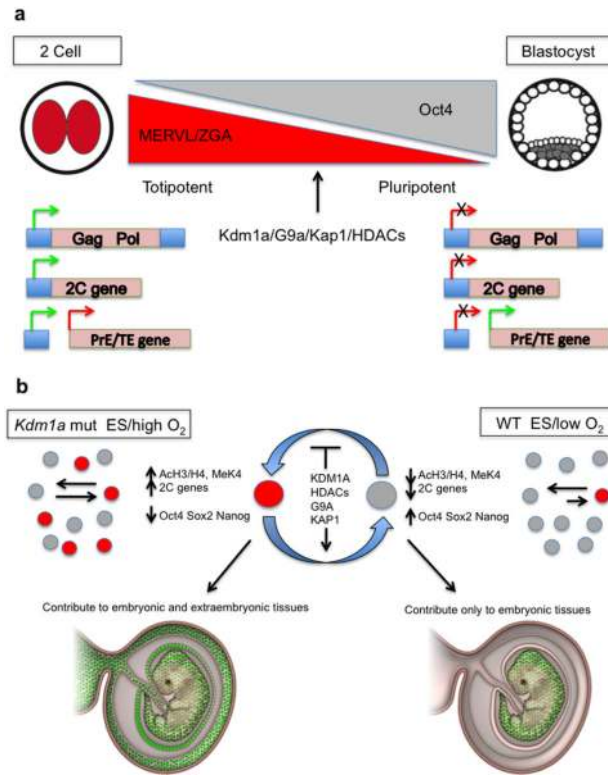 a
2 Cell
Blastocyst
Oct4
MERVL/ZGA
Totipotent
Pluripotent
Kdm1a/G9a/Kap1/HDACs
Gag Pol
2C gene
PrE/TE gene
Gag Pol
2C gene
PrE/TE gene
b
Kdm1a mut ES/high O2
WT ES/low O2
AcH3/H4, MeK4
2C genes
Oct4 Sox2 Nanog
KDM1A
HDACs
G9A
KAP1
AcH3/H4, MeK4
2C genes
Oct4 Sox2 Nanog
Contribute to embryonic and extraembryonic tissues
Contribute only to embryonic tissues